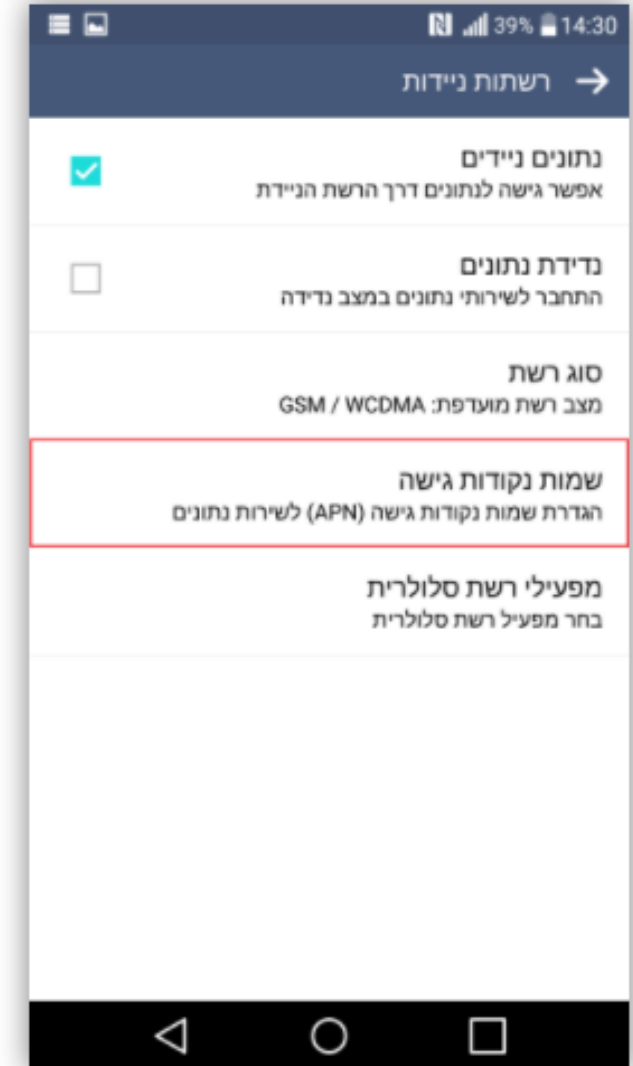 39% 14:30
רשתות ניידות
נתונים ניידים
אפשר גישה לנתונים דרך הרשת הניידת
נדידת נתונים
התחבר לשירותי נתונים במצב נדידה
סוג רשת
מצב רשת מועדפת: GSM / WCDMA
שמות נקודות גישה
הגדרת שמות נקודות גישה (APN) לשירות נתונים
מפעילי רשת סלולרית
בחר מפעיל רשת סלולרית